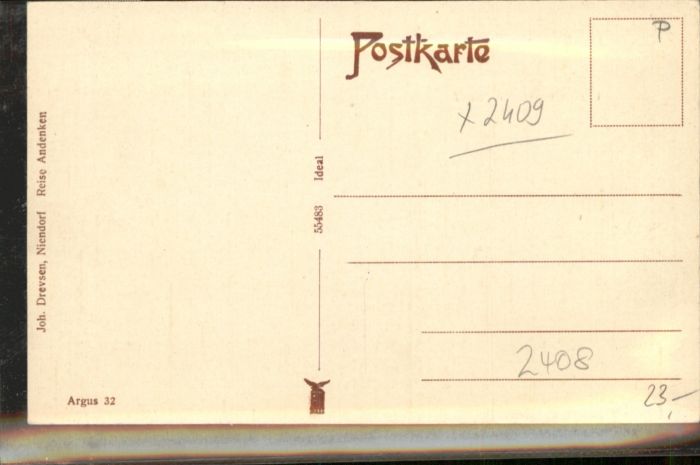 Postkarte
P
x 2409
Joh. Drevsen, Niendorf Reise Andenken
55483 Ideal
2408
23,-
Argus 32